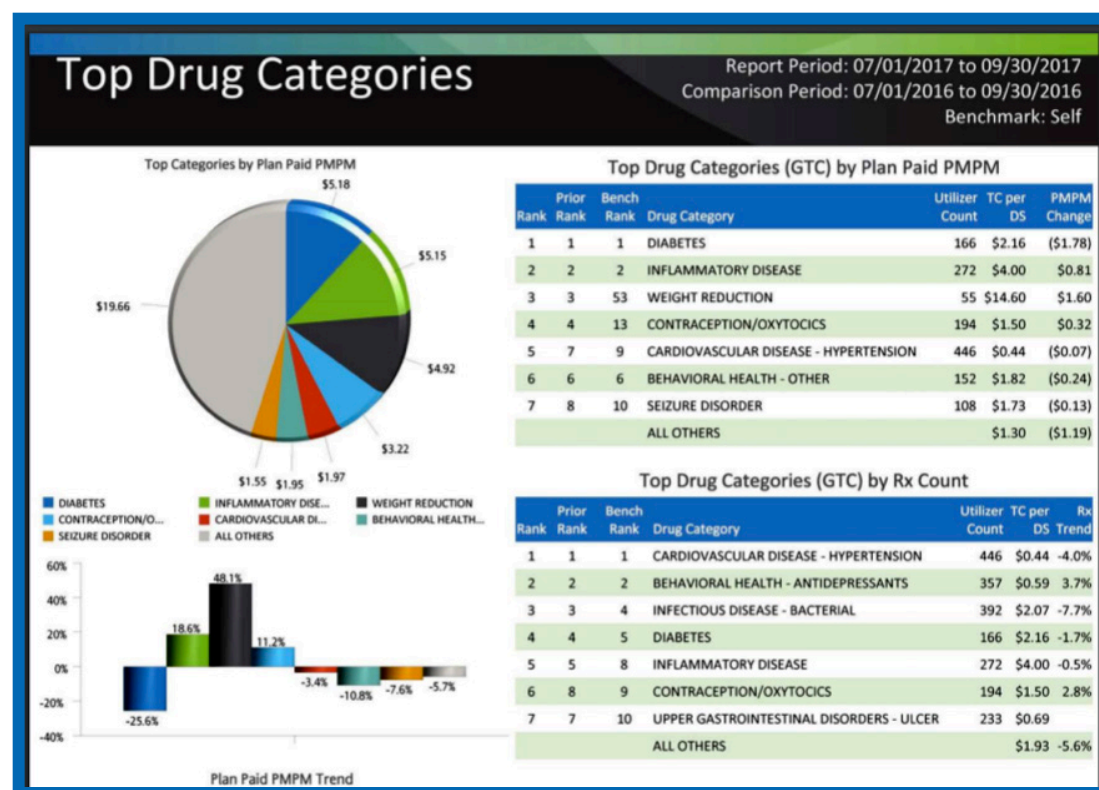 Top Drug Categories
Report Period: 07/01/2017 to 09/30/2017
Comparison Period: 07/01/2016 to 09/30/2016
Benchmark: Self
Top Categories by Plan Paid PMPM
$5.18
$5.15
$4.92
$3.22
$1.97
$1.95
$1.55
$19.66
DIABETES INFLAMMATORY DISE... WEIGHT REDUCTION
CONTRACEPTION/O... CARDIOVASCULAR DI... BEHAVIORAL HEALTH...
SEIZURE DISORDER ALL OTHERS
60%
40%
20%
0%
-20%
-40%
-25.6%
18.6%
48.1%
11.2%
-3.4%
-10.8%
-7.6%
-5.7%
Plan Paid PMPM Trend
Top Drug Categories (GTC) by Plan Paid PMPM
Prior Bench Utilizer TC per PMPM
Rank Rank Rank Drug Category Count DS Change
1 1 1 DIABETES 166 $2.16 ($1.78)
2 2 2 INFLAMMATORY DISEASE 272 $4.00 $0.81
3 3 53 WEIGHT REDUCTION 55 $14.60 $1.60
4 4 13 CONTRACEPTION/OXYTOCICS 194 $1.50 $0.32
5 7 9 CARDIOVASCULAR DISEASE - HYPERTENSION 446 $0.44 ($0.07)
6 6 6 BEHAVIORAL HEALTH - OTHER 152 $1.82 ($0.24)
7 8 10 SEIZURE DISORDER 108 $1.73 ($0.13)
ALL OTHERS $1.30 ($1.19)
Top Drug Categories (GTC) by Rx Count
Prior Bench Utilizer TC per Rx
Rank Rank Rank Drug Category Count DS Trend
1 1 1 CARDIOVASCULAR DISEASE - HYPERTENSION 446 $0.44 -4.0%
2 2 2 BEHAVIORAL HEALTH - ANTIDEPRESSANTS 357 $0.59 3.7%
3 3 4 INFECTIOUS DISEASE - BACTERIAL 392 $2.07 -7.7%
4 4 5 DIABETES 166 $2.16 -1.7%
5 5 8 INFLAMMATORY DISEASE 272 $4.00 -0.5%
6 8 9 CONTRACEPTION/OXYTOCICS 194 $1.50 2.8%
7 7 10 UPPER GASTROINTESTINAL DISORDERS - ULCER 233 $0.69
ALL OTHERS $1.93 -5.6%